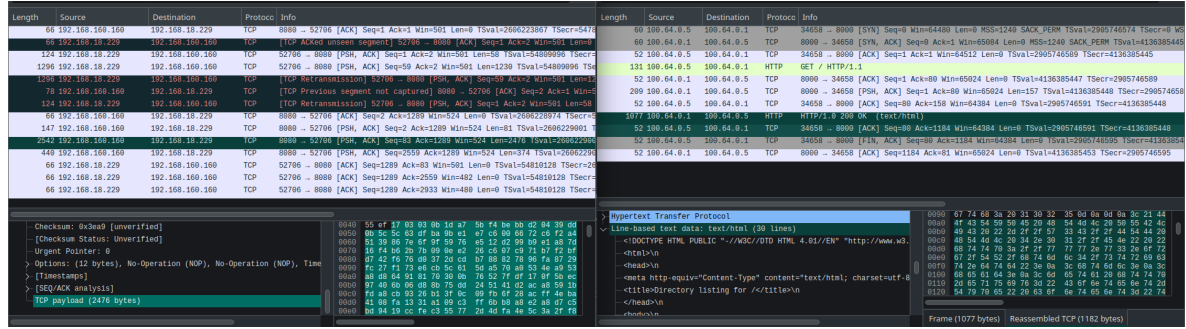 Length Source Destination Protocc Info
66 192.168.160.160 192.168.18.229 TCP 8080 → 52706 [ACK] Seq=1 Ack=1 Win=501 Len=0 TSval=2606223867 TSecr=5478
66 192.168.18.229 192.168.160.160 TCP [TCP ACKed unseen segment] 52706 → 8080 [ACK] Seq=1 Ack=2 Win=501 Len=0
124 192.168.18.229 192.168.160.160 TCP 52706 → 8080 [PSH, ACK] Seq=1 Ack=2 Win=501 Len=58 TSval=54809096 TSecr=
1296 192.168.18.229 192.168.160.160 TCP 52706 → 8080 [PSH, ACK] Seq=59 Ack=2 Win=501 Len=1230 TSval=54809096 TSe
1296 192.168.18.229 192.168.160.160 TCP [TCP Retransmission] 52706 → 8080 [PSH, ACK] Seq=59 Ack=2 Win=501 Len=12
78 192.168.160.160 192.168.18.229 TCP [TCP Previous segment not captured] 8080 → 52706 [ACK] Seq=2 Ack=1 Win=5
124 192.168.18.229 192.168.160.160 TCP [TCP Retransmission] 52706 → 8080 [PSH, ACK] Seq=1 Ack=2 Win=501 Len=58
66 192.168.160.160 192.168.18.229 TCP 8080 → 52706 [ACK] Seq=2 Ack=1289 Win=524 Len=0 TSval=2606228974 TSecr=5
147 192.168.160.160 192.168.18.229 TCP 8080 → 52706 [PSH, ACK] Seq=2 Ack=1289 Win=524 Len=81 TSval=2606229001 T
2542 192.168.160.160 192.168.18.229 TCP 8080 → 52706 [PSH, ACK] Seq=83 Ack=1289 Win=524 Len=2476 TSval=260622900
440 192.168.160.160 192.168.18.229 TCP 8080 → 52706 [PSH, ACK] Seq=2559 Ack=1289 Win=524 Len=374 TSval=26062290
66 192.168.18.229 192.168.160.160 TCP 52706 → 8080 [ACK] Seq=1289 Ack=83 Win=501 Len=0 TSval=54810128 TSecr=26
66 192.168.18.229 192.168.160.160 TCP 52706 → 8080 [ACK] Seq=1289 Ack=2559 Win=482 Len=0 TSval=54810128 TSecr=
66 192.168.18.229 192.168.160.160 TCP 52706 → 8080 [ACK] Seq=1289 Ack=2933 Win=480 Len=0 TSval=54810128 TSecr=
Checksum: 0x3ea9 [unverified]
[Checksum Status: Unverified]
Urgent Pointer: 0
Options: (12 bytes), No-Operation (NOP), No-Operation (NOP), Time
[Timestamps]
[SEQ/ACK analysis]
TCP payload (2476 bytes)
Length Source Destination Protocc Info
60 100.64.0.5 100.64.0.1 TCP 34658 → 8000 [SYN] Seq=0 Win=64480 Len=0 MSS=1240 SACK_PERM TSval=2905746574 TSecr=0 WS
60 100.64.0.1 100.64.0.5 TCP 8000 → 34658 [SYN, ACK] Seq=0 Ack=1 Win=65084 Len=0 MSS=1240 SACK_PERM TSval=4136385445
52 100.64.0.5 100.64.0.1 TCP 34658 → 8000 [ACK] Seq=1 Ack=1 Win=64512 Len=0 TSval=2905746584 TSecr=4136385445
131 100.64.0.5 100.64.0.1 HTTP GET / HTTP/1.1
52 100.64.0.1 100.64.0.5 TCP 8000 → 34658 [ACK] Seq=1 Ack=80 Win=65024 Len=0 TSval=4136385447 TSecr=2905746589
209 100.64.0.1 100.64.0.5 TCP 8000 → 34658 [PSH, ACK] Seq=1 Ack=80 Win=65024 Len=157 TSval=4136385448 TSecr=2905746
52 100.64.0.5 100.64.0.1 TCP 34658 → 8000 [ACK] Seq=80 Ack=158 Win=64384 Len=0 TSval=2905746591 TSecr=4136385448
1077 100.64.0.1 100.64.0.5 HTTP HTTP/1.0 200 OK (text/html)
52 100.64.0.5 100.64.0.1 TCP 34658 → 8000 [ACK] Seq=80 Ack=1184 Win=64384 Len=0 TSval=2905746591 TSecr=4136385448
52 100.64.0.5 100.64.0.1 TCP 34658 → 8000 [FIN, ACK] Seq=80 Ack=1184 Win=64384 Len=0 TSval=2905746595 TSecr=41363854
52 100.64.0.1 100.64.0.5 TCP 8000 → 34658 [ACK] Seq=1184 Ack=81 Win=65024 Len=0 TSval=4136385453 TSecr=2905746595
Hypertext Transfer Protocol
Line-based text data: text/html (30 lines)
<!DOCTYPE HTML PUBLIC "-//W3C//DTD HTML 4.01//EN" "http://www.w3.
<html>\n
<head>\n
<meta http-equiv="Content-Type" content="text/html; charset=utf-8
<title>Directory listing for /</title>\n
</head>\n
<body>\n
Frame (1077 bytes) Reassembled TCP (1182 bytes)